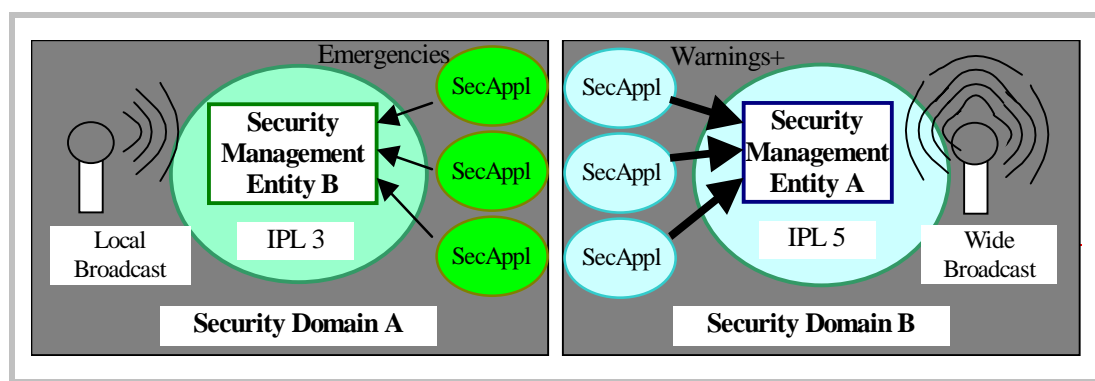 Emergencies
SecAppl
Security
Management
Entity B
SecAppl
IPL 3
SecAppl
Local
Broadcast
Security Domain A
Warnings+
SecAppl
Security
Management
Entity A
SecAppl
IPL 5
SecAppl
Wide
Broadcast
Security Domain B